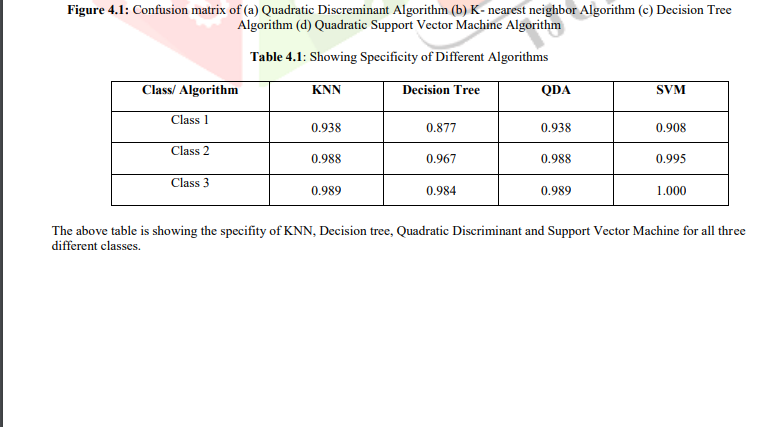 Figure 4.1: Confusion matrix of (a) Quadratic Discreminant Algorithm (b) K- nearest neighbor Algorithm (c) Decision Tree
Algorithm (d) Quadratic Support Vector Machine Algorithm
Table 4.1: Showing Specificity of Different Algorithms
Class/ Algorithm KNN Decision Tree QDA SVM
Class 1 0.938 0.877 0.938 0.908
Class 2 0.988 0.967 0.988 0.995
Class 3 0.989 0.984 0.989 1.000
The above table is showing the specifity of KNN, Decision tree, Quadratic Discriminant and Support Vector Machine for all three
different classes.